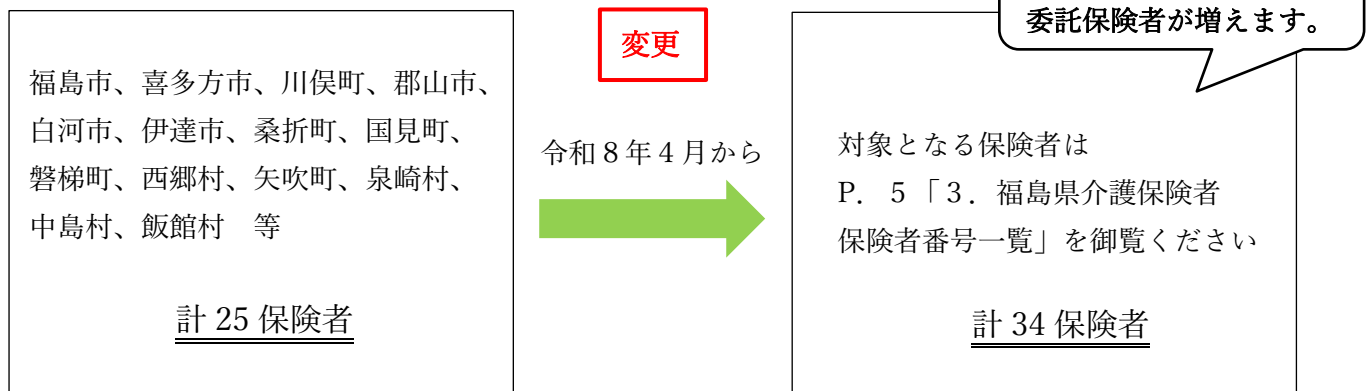 福島市、喜多方市、川俣町、郡山市、
白河市、伊達市、桑折町、国見町、
磐梯町、西郷村、矢吹町、泉崎村、
中島村、飯館村　等
計 25 保険者
変更
令和８年４月から
委託保険者が増えます。
対象となる保険者は
P．５「３．福島県介護保険者
保険者番号一覧」を御覧ください
計 34 保険者